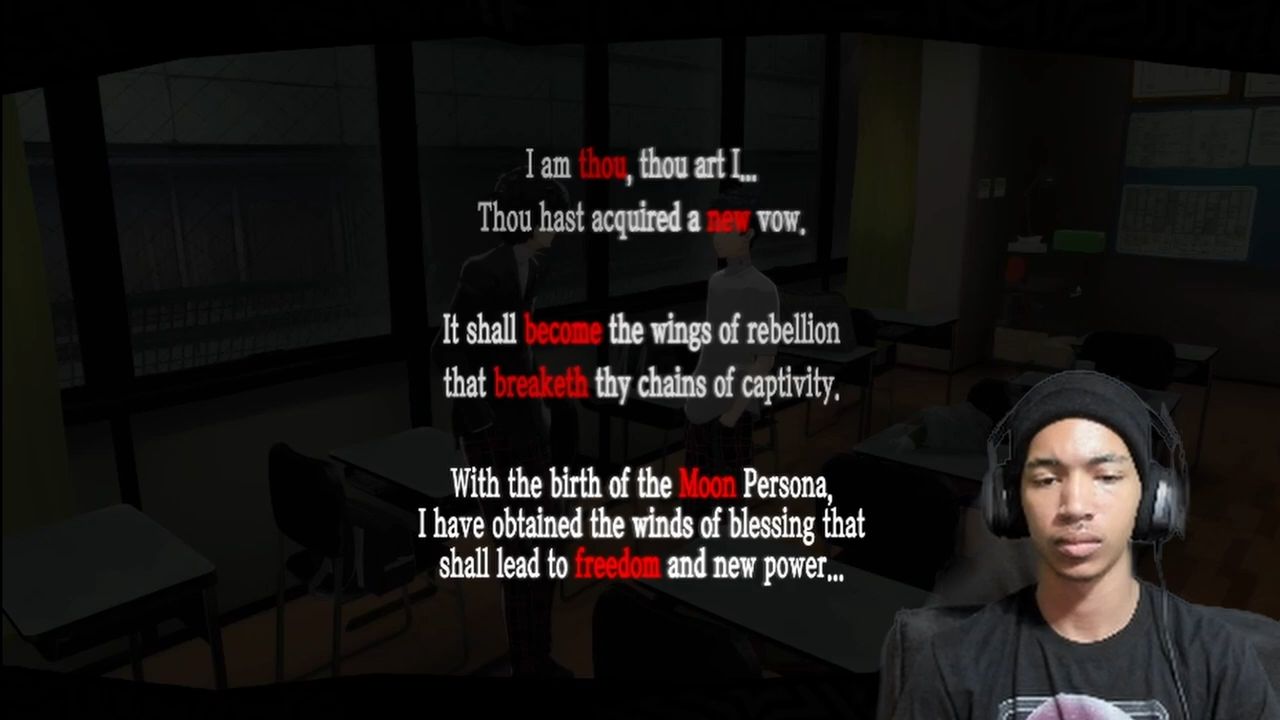 I am thou, thou art I...
Thou hast acquired a new vow.
It shall become the wings of rebellion
that breaketh thy chains of captivity.
With the birth of the Moon Persona,
I have obtained the winds of blessing that
shall lead to freedom and new power...